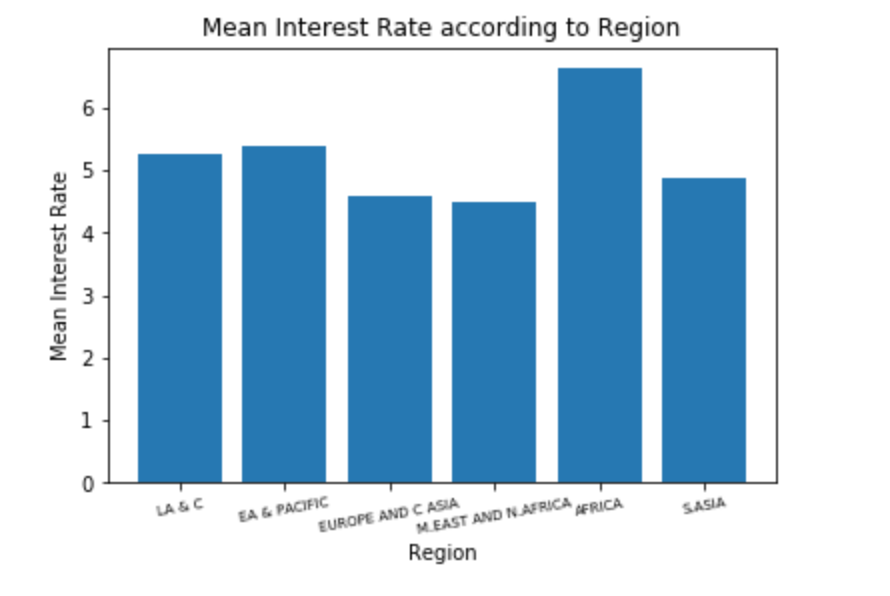 Mean Interest Rate according to Region
Mean Interest Rate
6
5
4
3
2
1
0
LA & C
EA & PACIFIC
EUROPE AND C ASIA
M.EAST AND N.AFRICA
AFRICA
S.ASIA
Region